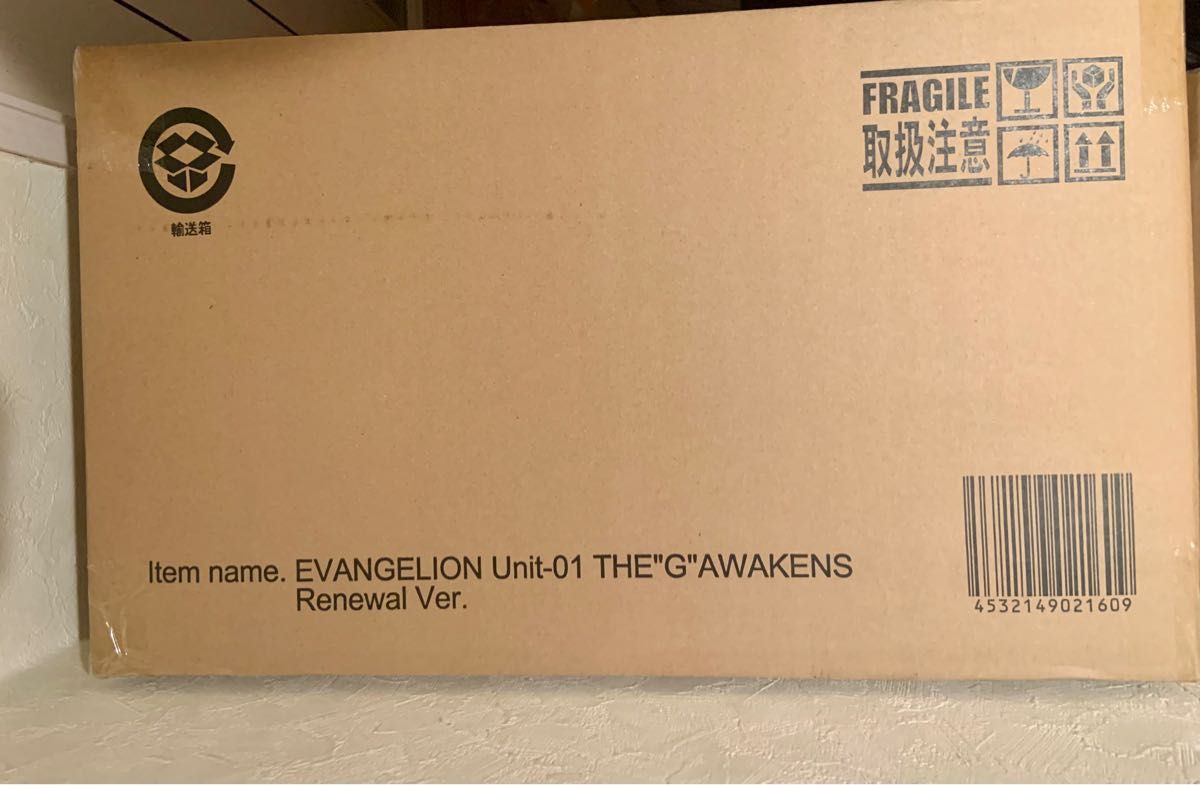 FRAGILE
取扱注意
輸送箱
Item name. EVANGELION Unit-01 THE"G"AWAKENS
Renewal Ver.
4532149021609